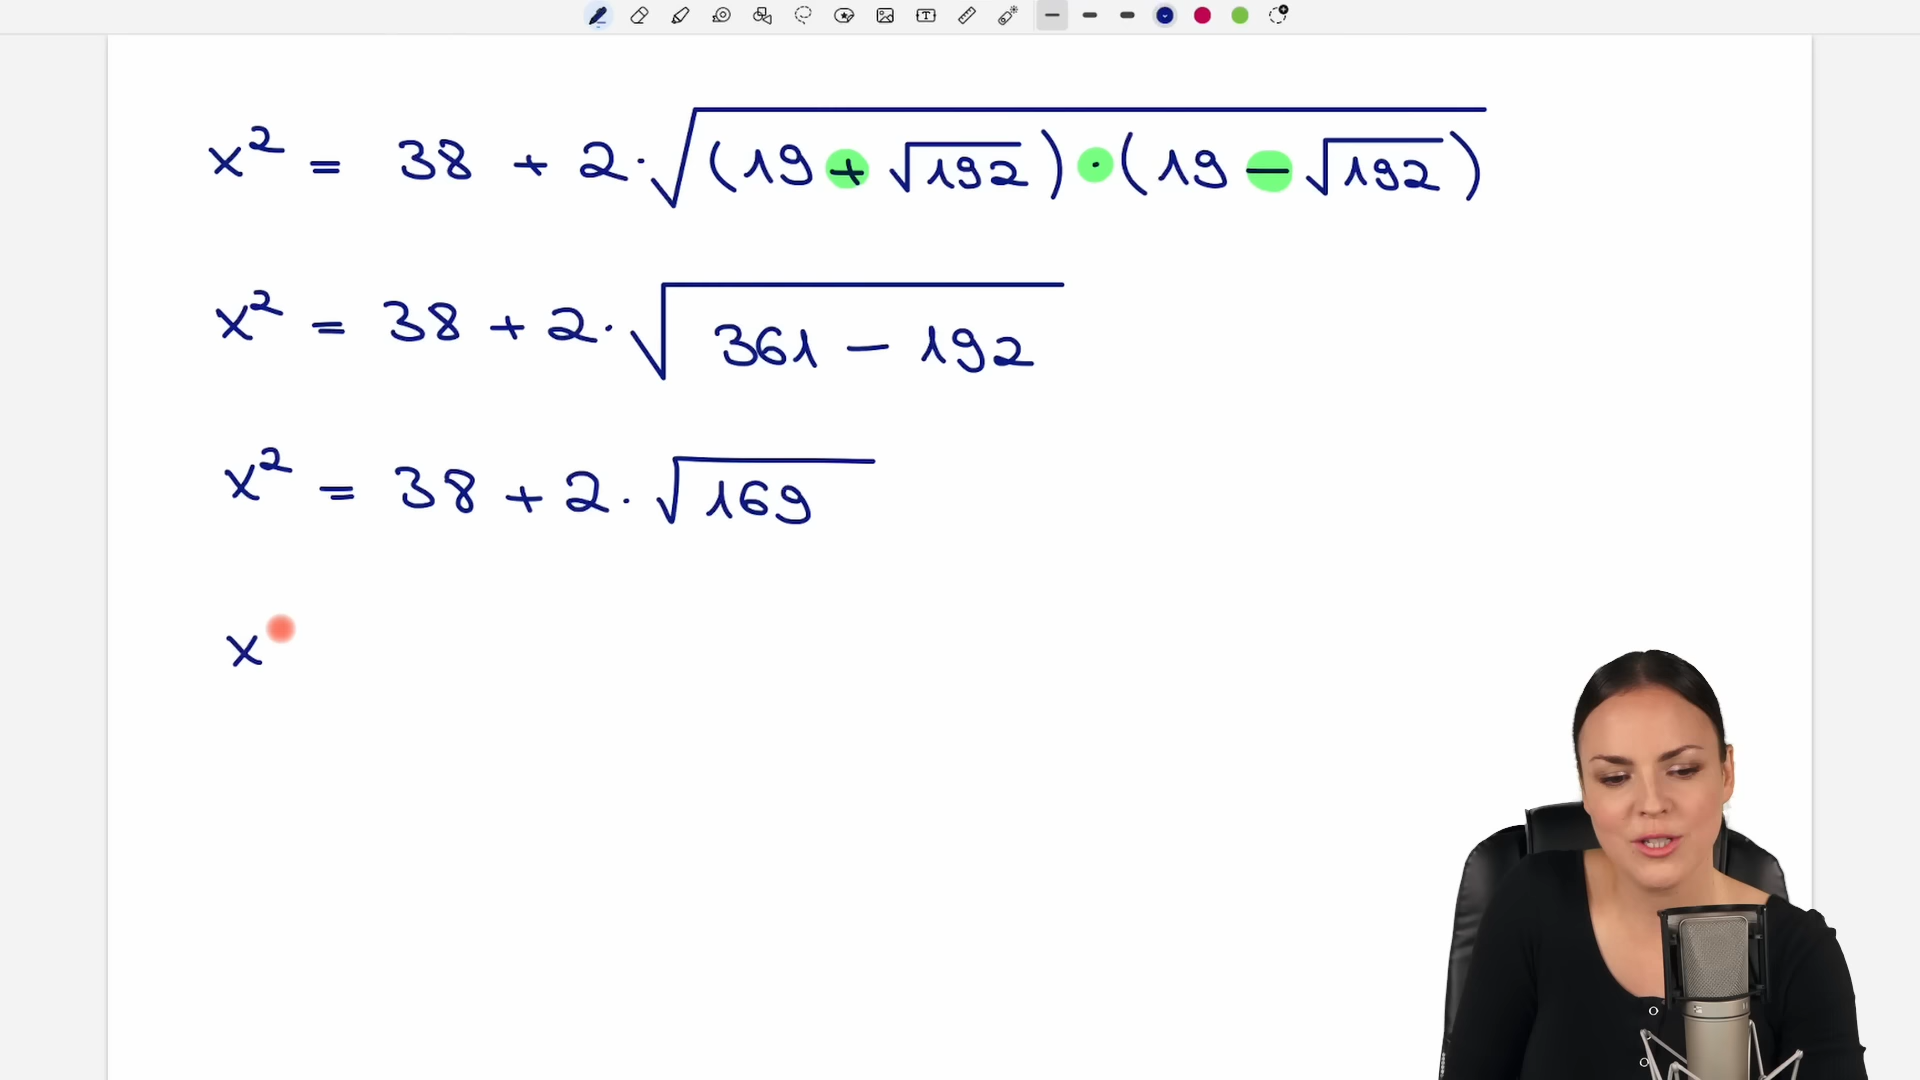 x² = 38 + 2·√((19 + √192)·(19 − √192))
x² = 38 + 2·√(361 − 192)
x² = 38 + 2·√169
x